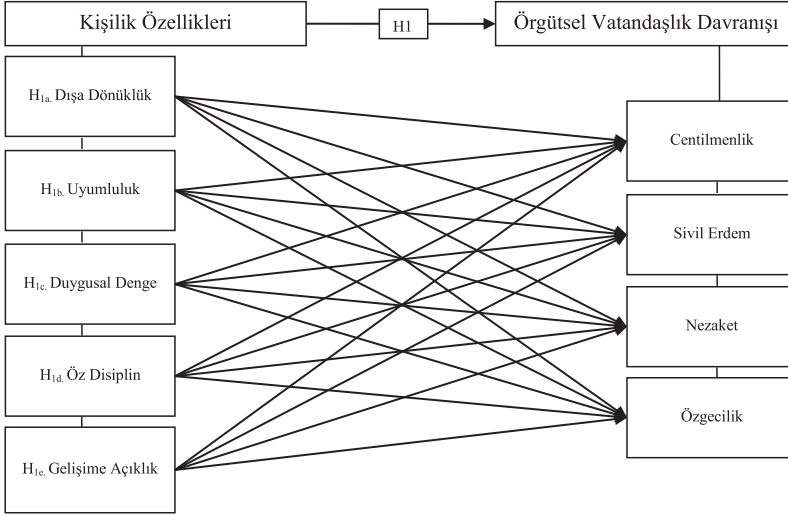 Kişilik Özellikleri
H1
Örgütsel Vatandaşlık Davranışı
H1a. Dışa Dönüklük
H1b. Uyumluluk
H1c. Duygusal Denge
H1d. Öz Disiplin
H1e. Gelişime Açıklık
Centilmenlik
Sivil Erdem
Nezaket
Özgecilik